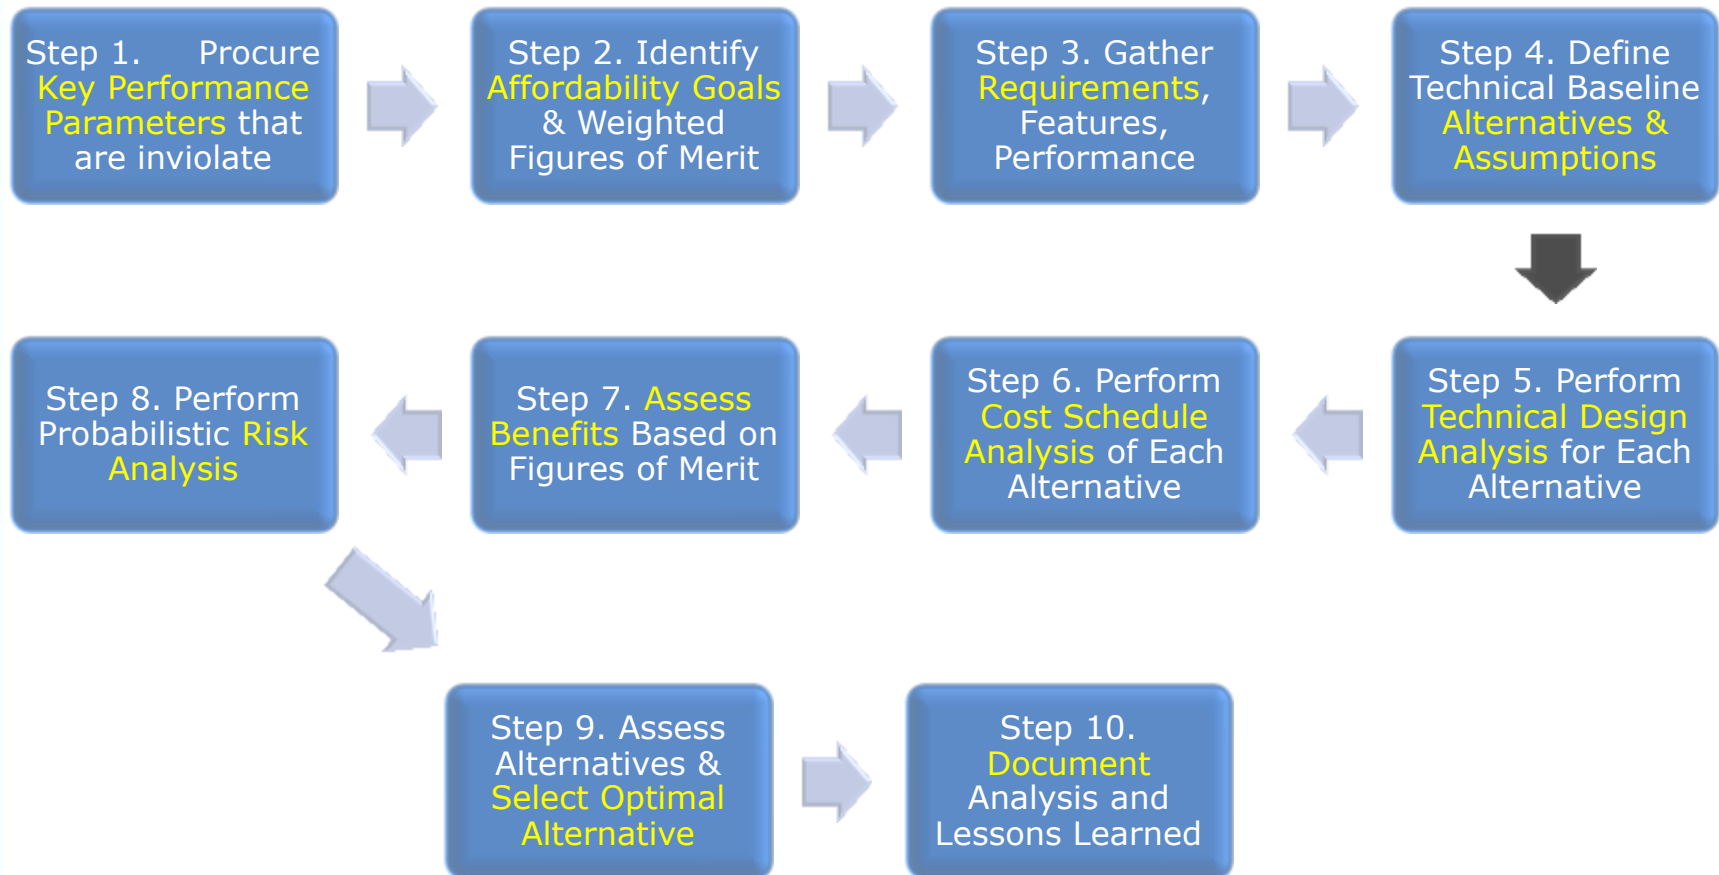 Step 1. Procure
Key Performance
Parameters that
are inviolate
Step 2. Identify
Affordability Goals
& Weighted
Figures of Merit
Step 3. Gather
Requirements,
Features,
Performance
Step 4. Define
Technical Baseline
Alternatives &
Assumptions
Step 5. Perform
Technical Design
Analysis for Each
Alternative
Step 6. Perform
Cost Schedule
Analysis of Each
Alternative
Step 7. Assess
Benefits Based on
Figures of Merit
Step 8. Perform
Probabilistic Risk
Analysis
Step 9. Assess
Alternatives &
Select Optimal
Alternative
Step 10.
Document
Analysis and
Lessons Learned